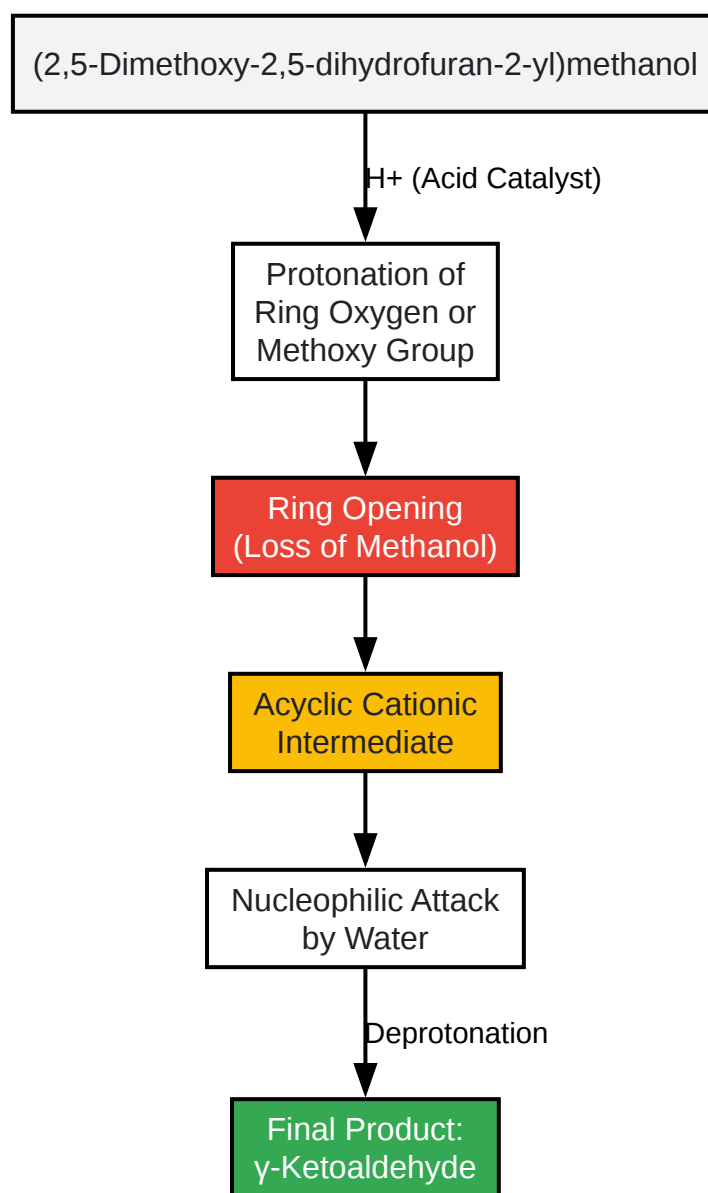 (2,5-Dimethoxy-2,5-dihydrofuran-2-yl)methanol
H+ (Acid Catalyst)
Protonation of
Ring Oxygen or
Methoxy Group
Ring Opening
(Loss of Methanol)
Acyclic Cationic
Intermediate
Nucleophilic Attack
by Water
Deprotonation
Final Product:
γ-Ketoaldehyde